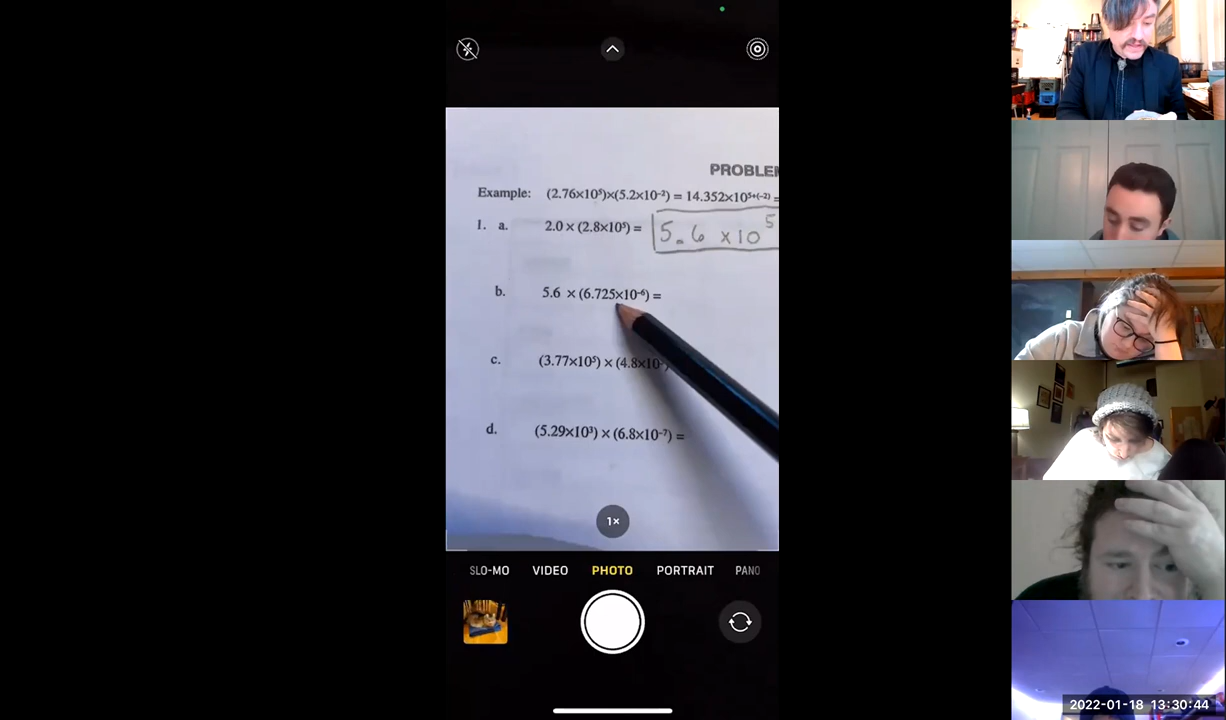 PROBLEM
Example: (2.76×10⁵)×(5.2×10⁻²) = 14.352×10⁵⁺⁽⁻²⁾ =
1. a. 2.0 × (2.8×10⁵) = 5.6 ×10⁵
b. 5.6 × (6.725×10⁻⁶) =
c. (3.77×10⁵) × (4.8×10
d. (5.29×10³) × (6.8×10⁻⁷) =
1×
SLO-MO VIDEO PHOTO PORTRAIT PANO
2022-01-18 13:30:44